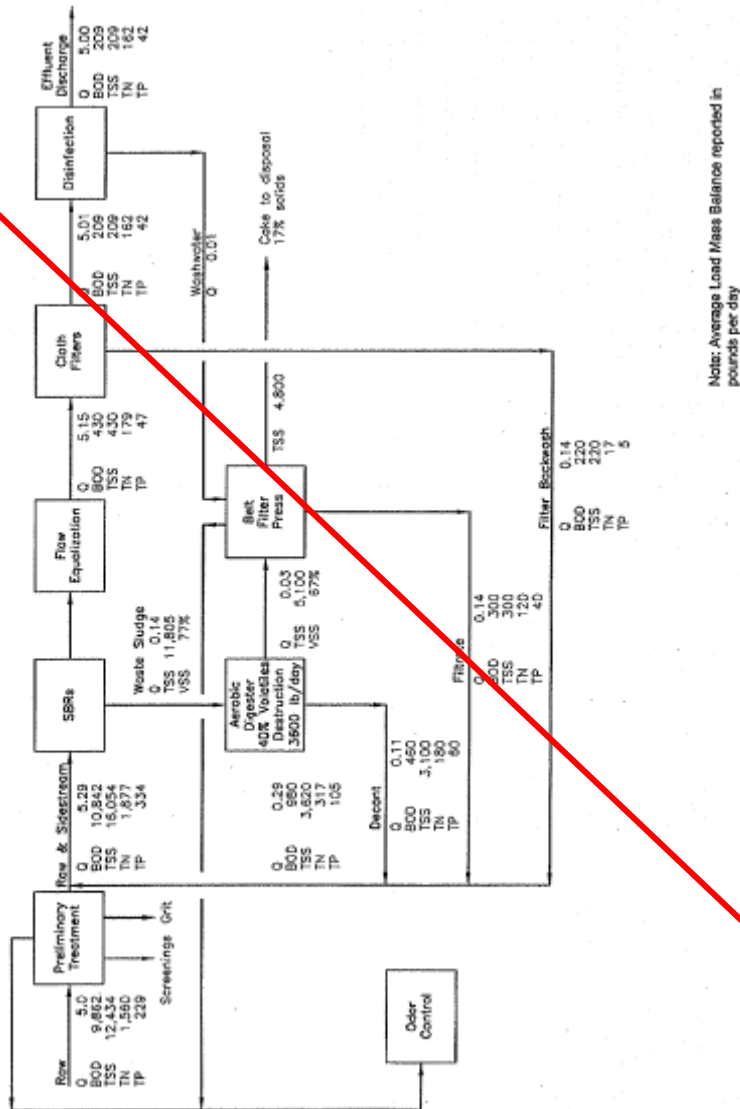 Raw
Q 5.0
BOD 9,862
TSS 12,434
TN 1,560
TP 229
Preliminary
Treatment
Screenings
Grit
Raw & Sidestream
Q 5.29
BOD 10,842
TSS 16,054
TN 1,877
TP 334
SBRs
Flow
Equalization
Q 5.15
BOD 430
TSS 430
TN 179
TP 47
Cloth
Filters
Q 5.01
BOD 209
TSS 209
TN 162
TP 42
Disinfection
Effluent
Discharge
Q 5.00
BOD 209
TSS 209
TN 162
TP 42
Waste Sludge
Q 0.14
TSS 11,805
VSS 77%
Washwater
Q 0.01
Aerobic
Digester
40% Volatiles
Destruction
3600 lb/day
Q 0.03
TSS 5,100
VSS 67%
Belt
Filter
Press
TSS 4,800
Cake to disposal
17% solids
Q 0.29
BOD 980
TSS 3,620
TN 317
TP 105
Decant
Q 0.11
BOD 460
TSS 3,100
TN 180
TP 60
Filtrate
Q 0.14
BOD 300
TSS 300
TN 120
TP 40
Filter Backwash
Q 0.14
BOD 220
TSS 220
TN 17
TP 5
Odor
Control
Note: Average Load Mass Balance reported in
pounds per day